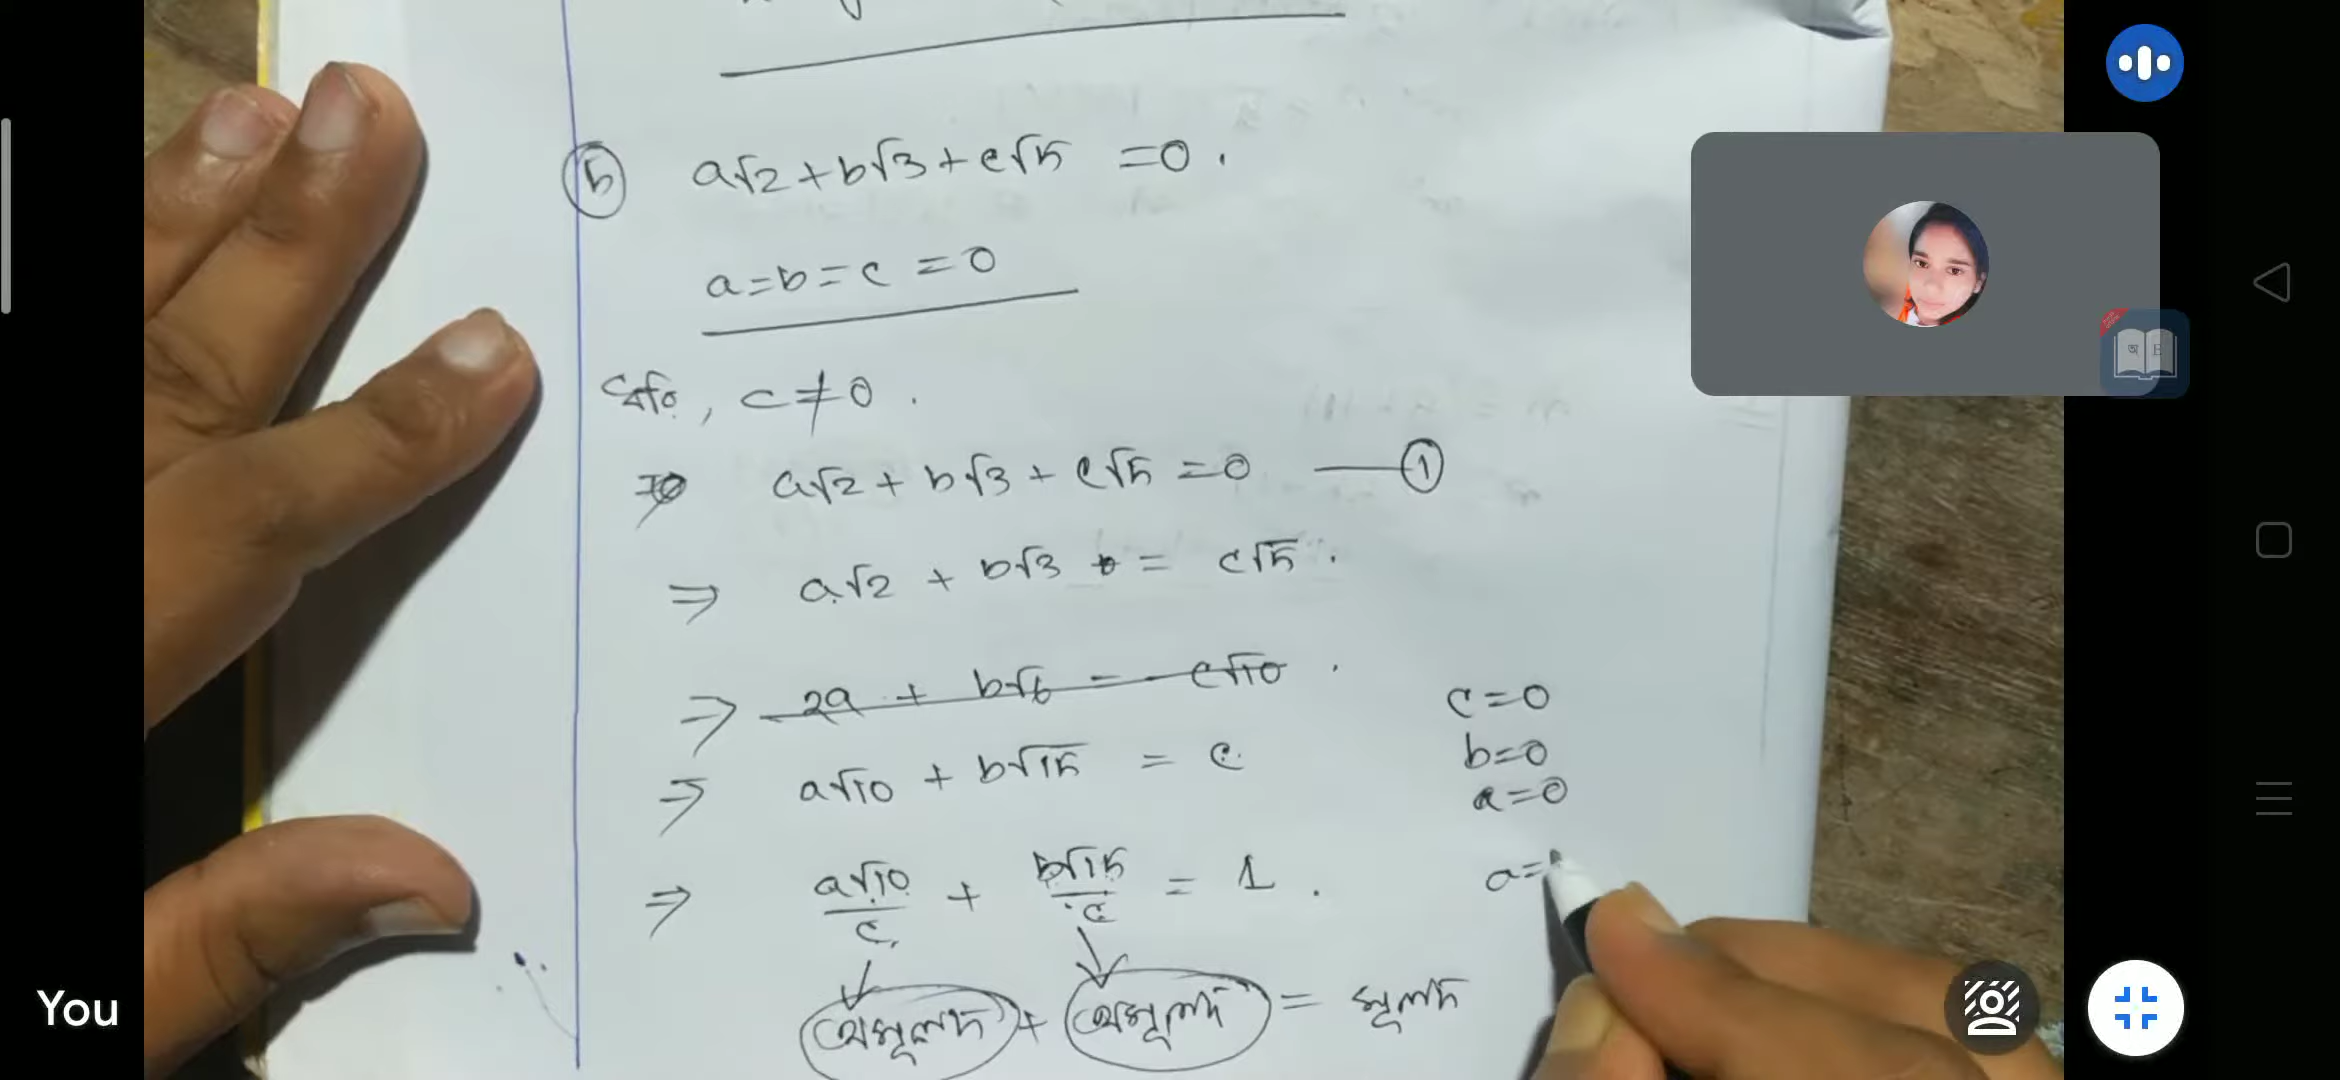 5 a√2 + b√3 + c√5 = 0 .
a = b = c = 0
ধরি, c ≠ 0 .
⇒ a√2 + b√3 + c√5 = 0 —— 1
⇒ a√2 + b√3 = c√5 .
⇒ 2a + b√6 = - c√10 .
⇒ a√10 + b√15 = c
⇒ a√10/c + b√15/c = 1 .
অমূলদ + অমূলদ = মূলদ
c = 0
b = 0
a = 0
a =
You